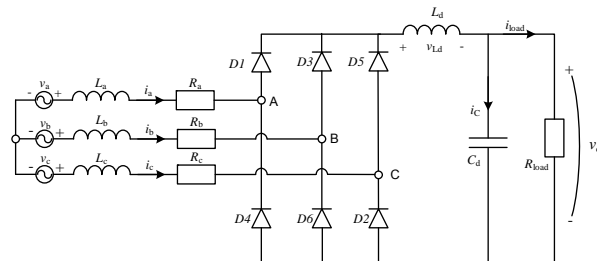 L_d
i_load
D1
D3
D5
+ v_Ld -
+
v_a
L_a
i_a
R_a
- +
A
v_b
L_b
i_b
R_b
- +
B
i_C
v_c
L_c
i_c
R_c
- +
C
C_d
R_load
D4
D6
D2
-